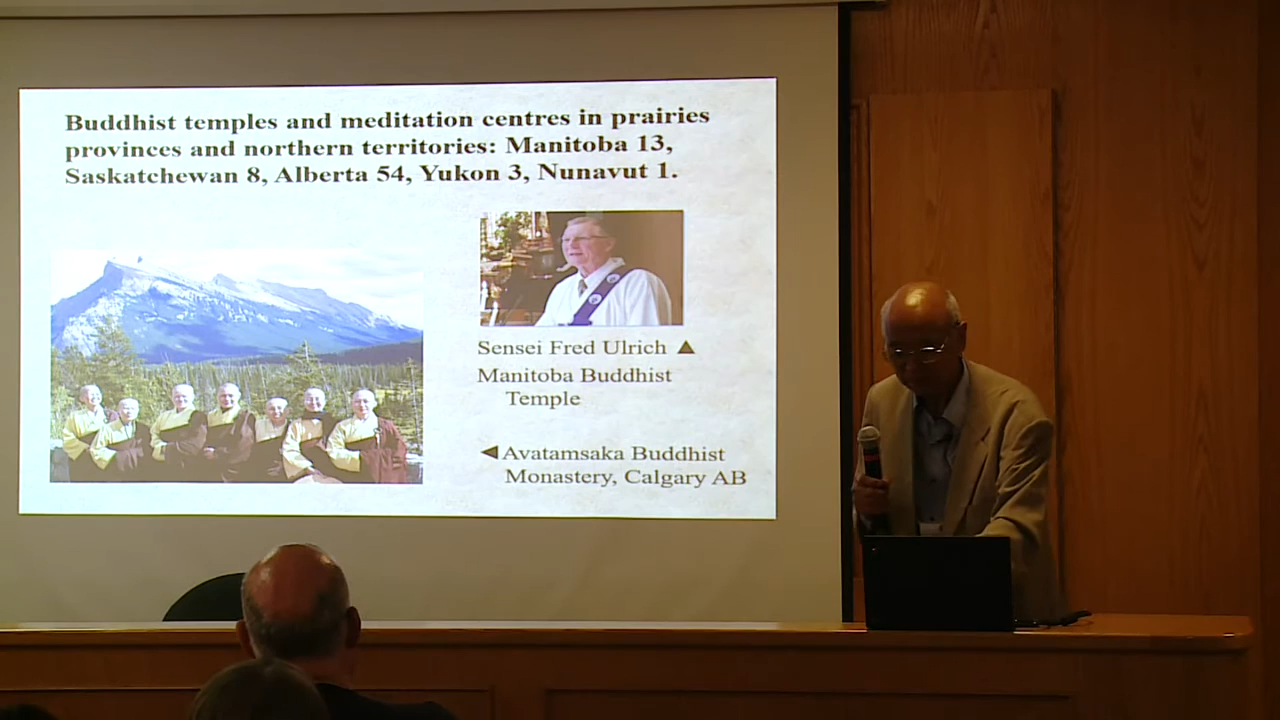 Buddhist temples and meditation centres in prairies
provinces and northern territories: Manitoba 13,
Saskatchewan 8, Alberta 54, Yukon 3, Nunavut 1.
Sensei Fred Ulrich ▲
Manitoba Buddhist
Temple
◄ Avatamsaka Buddhist
Monastery, Calgary AB